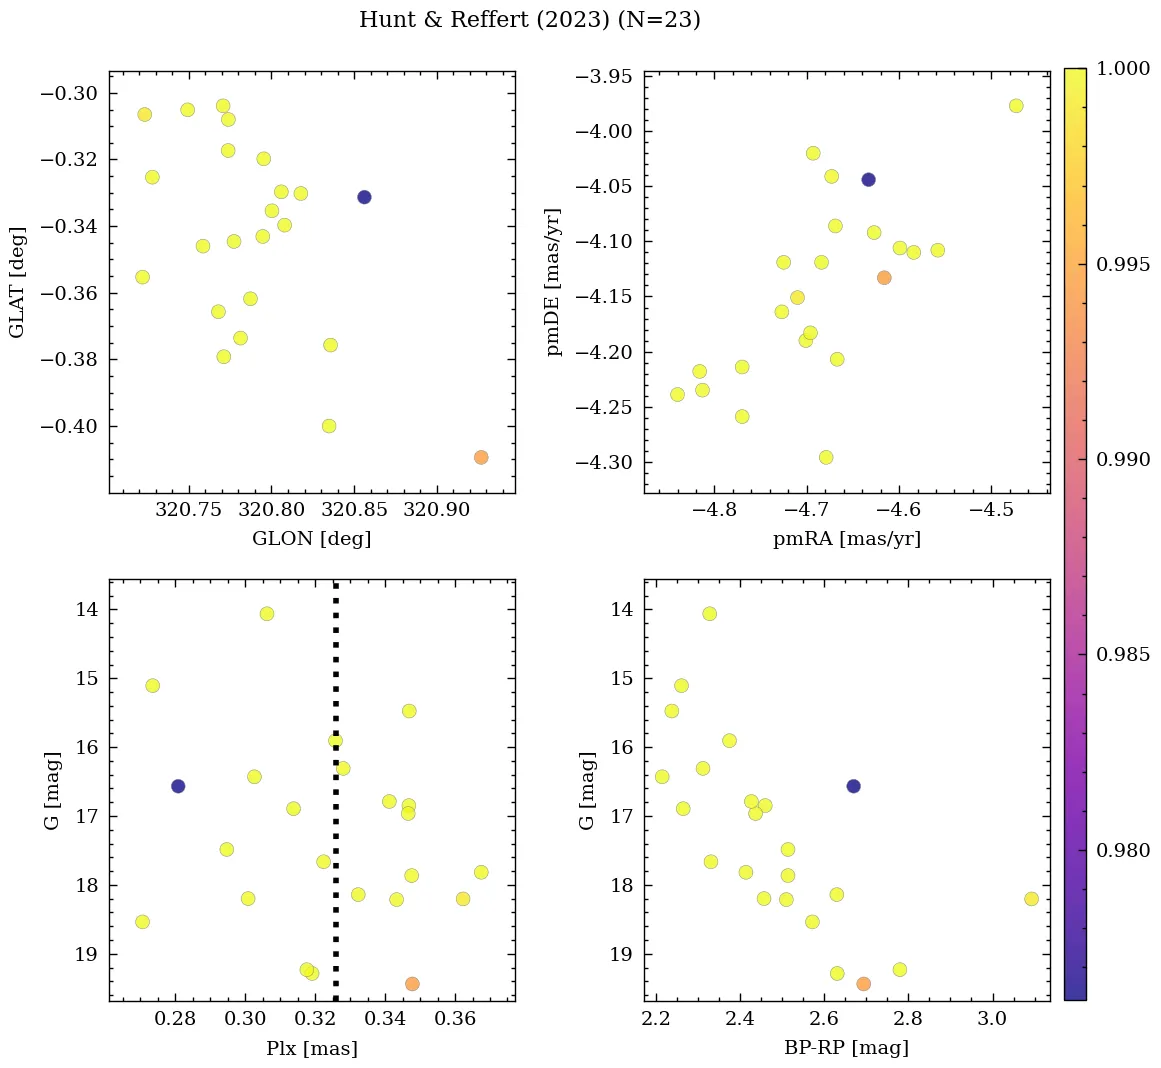 Hunt & Reffert (2023) (N=23)
−0.30
−0.32
−0.34
−0.36
−0.38
−0.40
GLAT [deg]
320.75 320.80 320.85 320.90
GLON [deg]
−3.95
−4.00
−4.05
−4.10
−4.15
−4.20
−4.25
−4.30
pmDE [mas/yr]
−4.8 −4.7 −4.6 −4.5
pmRA [mas/yr]
1.000
0.995
0.990
0.985
0.980
14
15
16
17
18
19
G [mag]
0.28 0.30 0.32 0.34 0.36
Plx [mas]
14
15
16
17
18
19
G [mag]
2.2 2.4 2.6 2.8 3.0
BP-RP [mag]